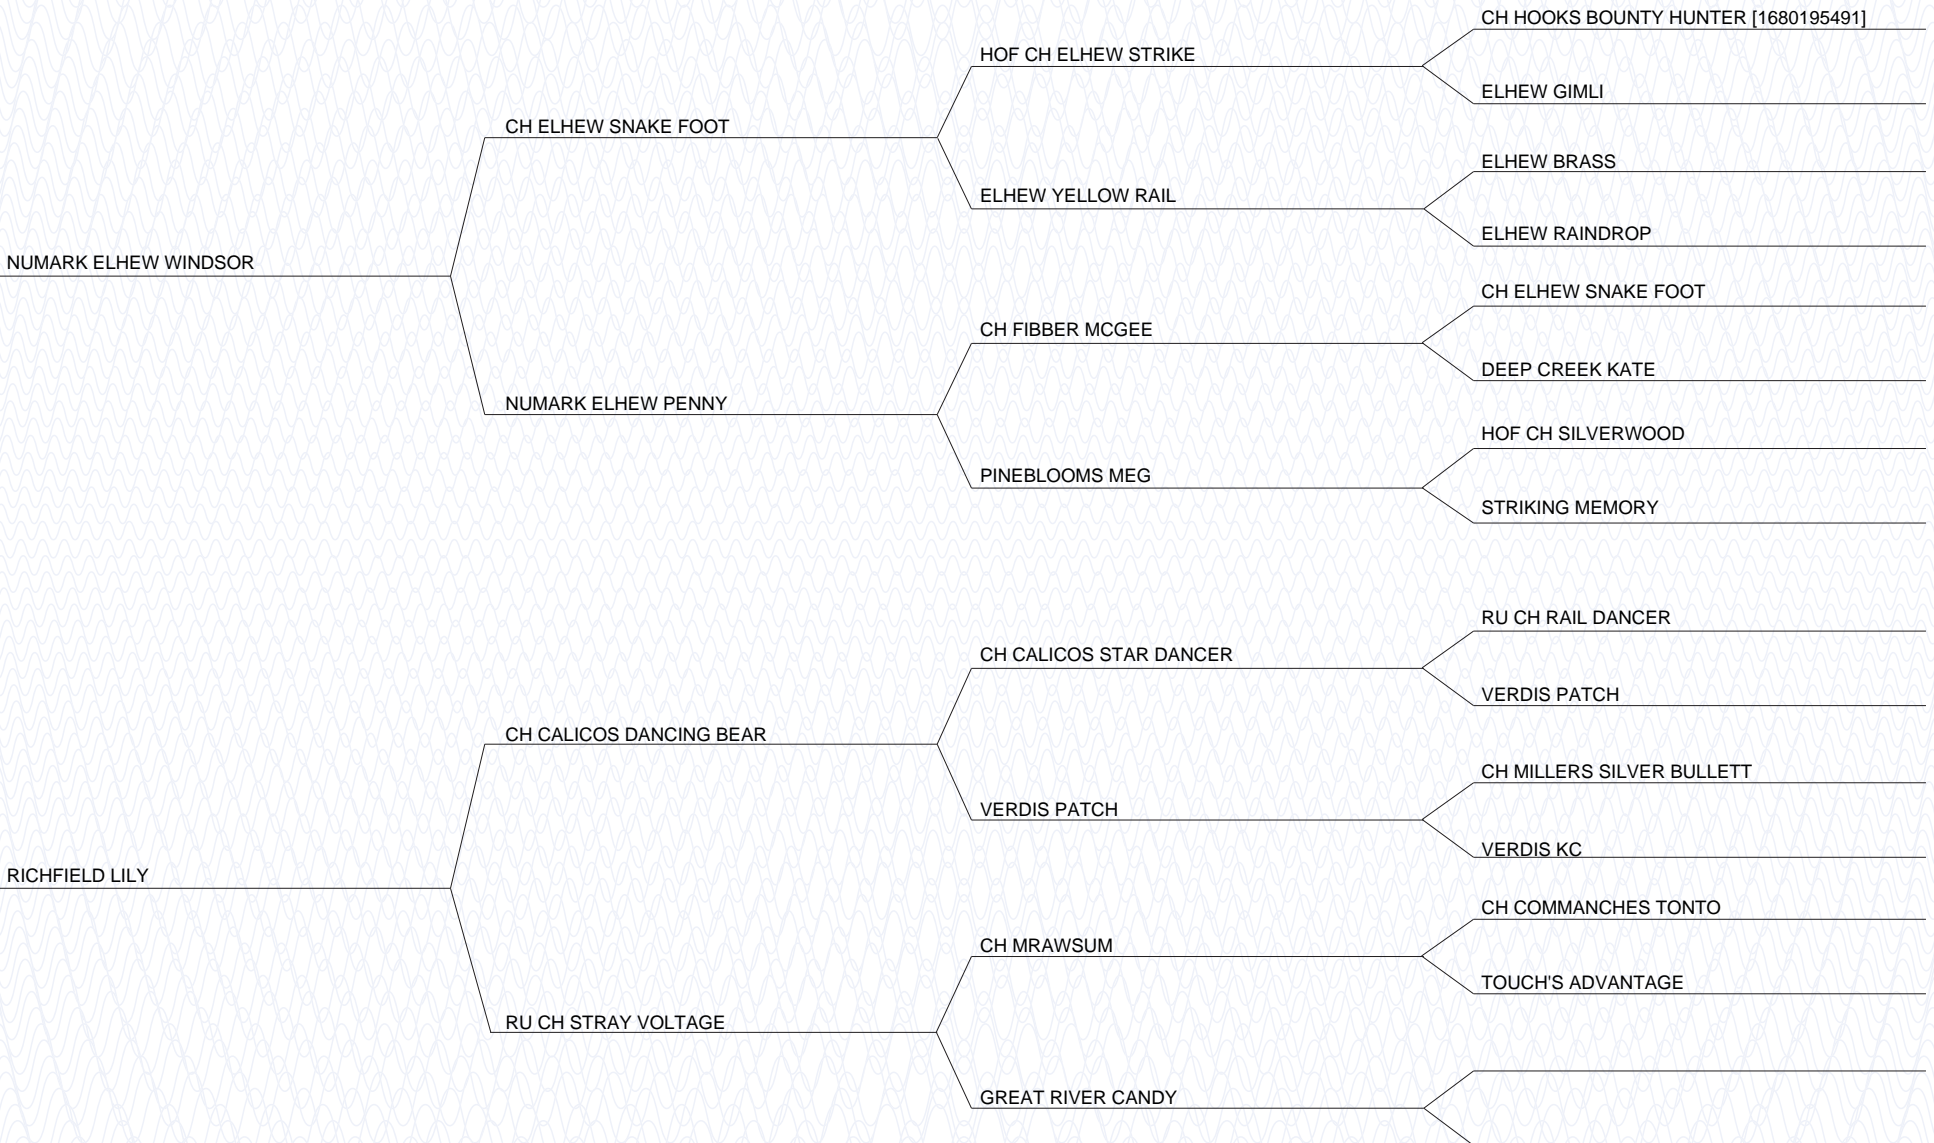 CH HOOKS BOUNTY HUNTER [1680195491]
HOF CH ELHEW STRIKE
ELHEW GIMLI
CH ELHEW SNAKE FOOT
ELHEW BRASS
ELHEW YELLOW RAIL
ELHEW RAINDROP
NUMARK ELHEW WINDSOR
CH ELHEW SNAKE FOOT
CH FIBBER MCGEE
DEEP CREEK KATE
NUMARK ELHEW PENNY
HOF CH SILVERWOOD
PINEBLOOMS MEG
STRIKING MEMORY
RU CH RAIL DANCER
CH CALICOS STAR DANCER
VERDIS PATCH
CH CALICOS DANCING BEAR
CH MILLERS SILVER BULLETT
VERDIS PATCH
VERDIS KC
RICHFIELD LILY
CH COMMANCHES TONTO
CH MRAWSUM
TOUCH'S ADVANTAGE
RU CH STRAY VOLTAGE
GREAT RIVER CANDY